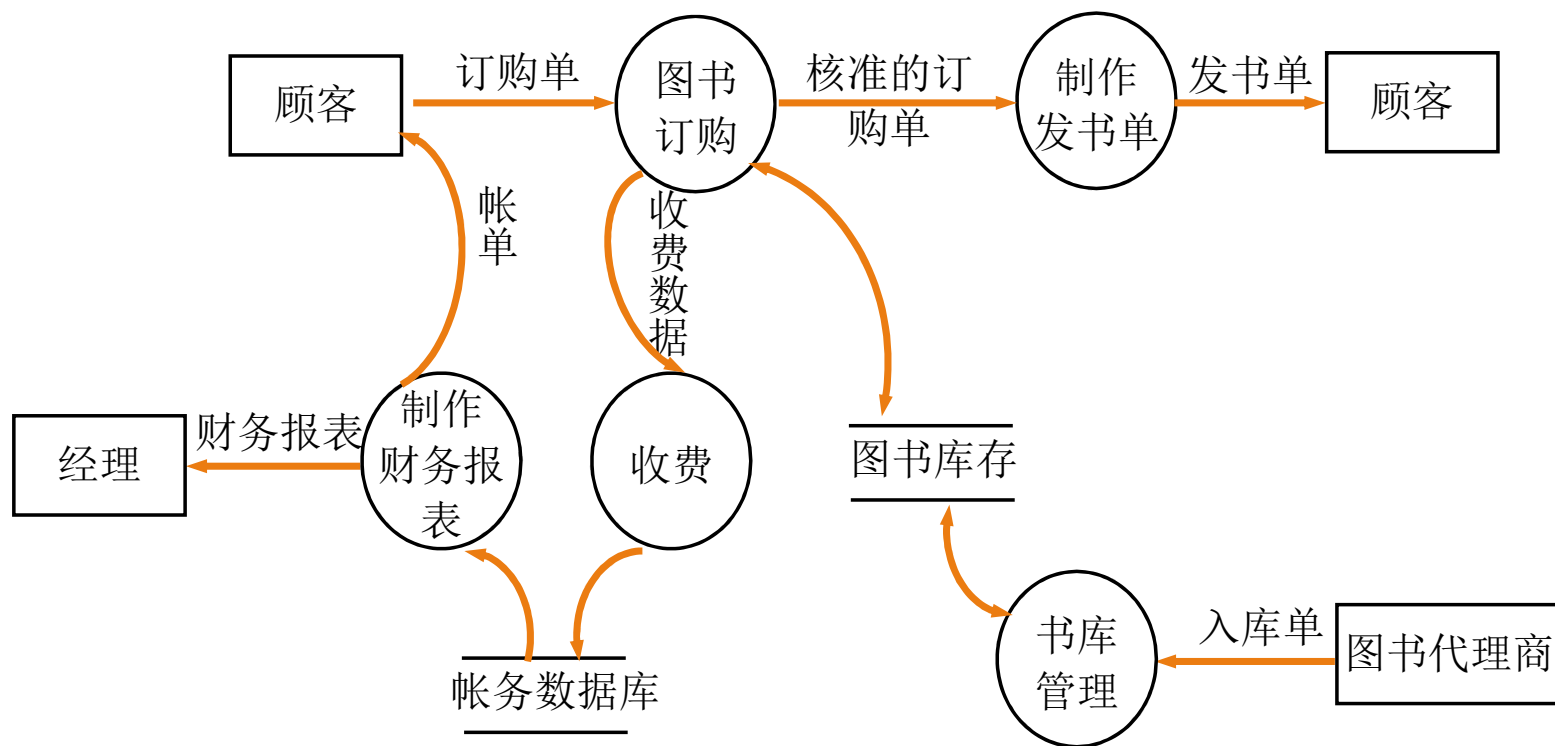 顾客
订购单
图书
订购
核准的订
购单
制作
发书单
发书单
顾客
帐
单
收
费
数
据
经理
财务报表
制作
财务报
表
收费
图书库存
帐务数据库
书库
管理
入库单
图书代理商